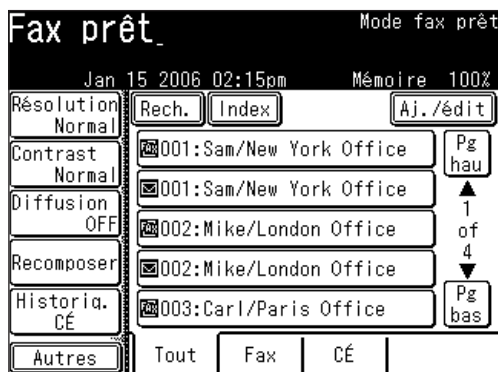 Fax prêt
Mode fax prêt
Jan 15 2006 02:15pm
Mémoire 100%
Résolution
Normal
Contrast
Normal
Diffusion
OFF
Recomposer
Historiq.
CÉ
Autres
Rech.
Index
Aj./édit
001:Sam/New York Office
001:Sam/New York Office
002:Mike/London Office
002:Mike/London Office
003:Carl/Paris Office
Pg
hau
1
of
4
Pg
bas
Tout
Fax
CÉ